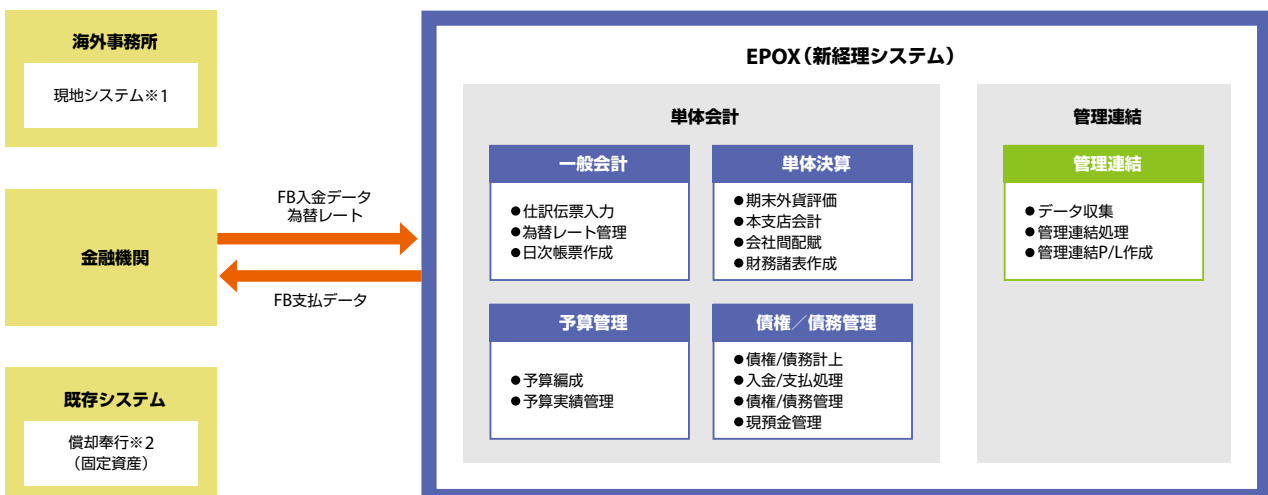 海外事務所
現地システム※1
金融機関
既存システム
償却奉行※2
（固定資産）
FB入金データ
為替レート
FB支払データ
EPOX（新経理システム）
単体会計
一般会計
●仕訳伝票入力
●為替レート管理
●日次帳票作成
単体決算
●期末外貨評価
●本支店会計
●会社間配賦
●財務諸表作成
予算管理
●予算編成
●予算実績管理
債権／債務管理
●債権/債務計上
●入金/支払処理
●債権/債務管理
●現預金管理
管理連結
管理連結
●データ収集
●管理連結処理
●管理連結P/L作成